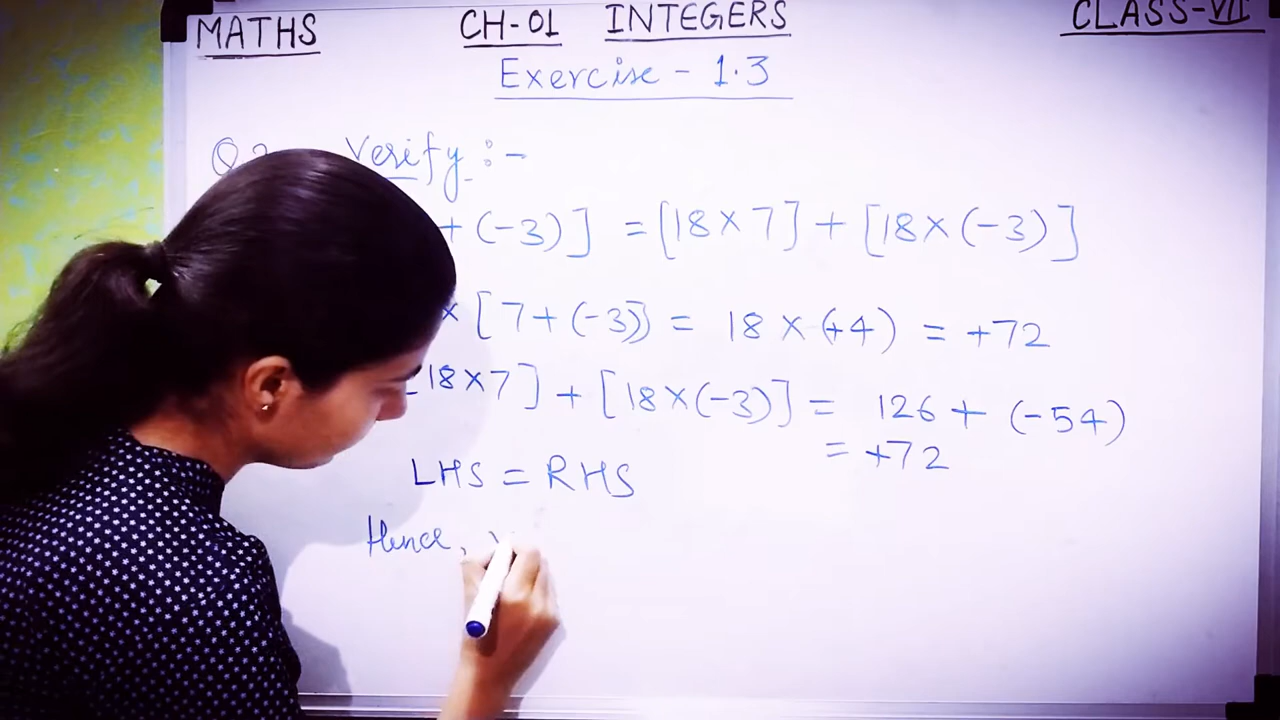 MATHS CH-01 INTEGERS CLASS-VII
Exercise - 1.3
Verify :-
+ (-3)] = [18 × 7] + [18 × (-3)]
× [7 + (-3)] = 18 × (+4) = +72
[18 × 7] + [18 × (-3)] = 126 + (-54)
= +72
LHS = RHS
Hence,